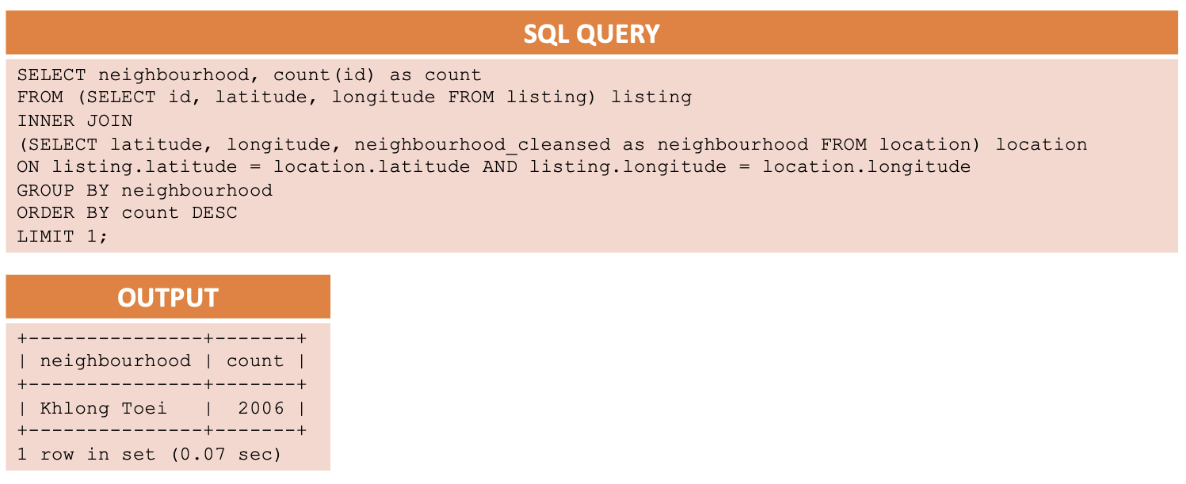 SQL QUERY
SELECT neighbourhood, count(id) as count
FROM (SELECT id, latitude, longitude FROM listing) listing
INNER JOIN
(SELECT latitude, longitude, neighbourhood_cleansed as neighbourhood FROM location) location
ON listing.latitude = location.latitude AND listing.longitude = location.longitude
GROUP BY neighbourhood
ORDER BY count DESC
LIMIT 1;
OUTPUT
+---------------+-------+
| neighbourhood | count |
+---------------+-------+
| Khlong Toei   |  2006 |
+---------------+-------+
1 row in set (0.07 sec)